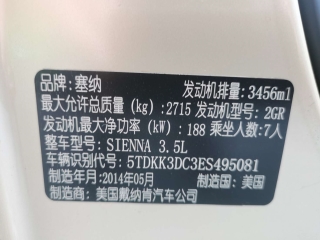 品牌:塞纳 发动机排量:3456ml
最大允许总质量(kg):2715 发动机型号:2GR
发动机最大净功率(kW):188 乘坐人数:7人
整车型号:SIENNA 3.5L
车辆识别代号:5TDKK3DC3ES495081
制造年月:2014年05月 制造国:美国
制造商:美国戴纳肯汽车公司